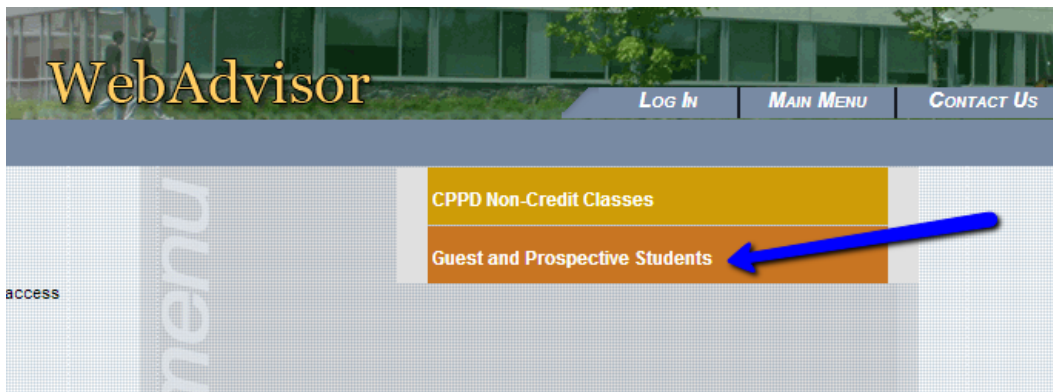 WebAdvisor
LOG IN
MAIN MENU
CONTACT US
CPPD Non-Credit Classes
Guest and Prospective Students
access
menu